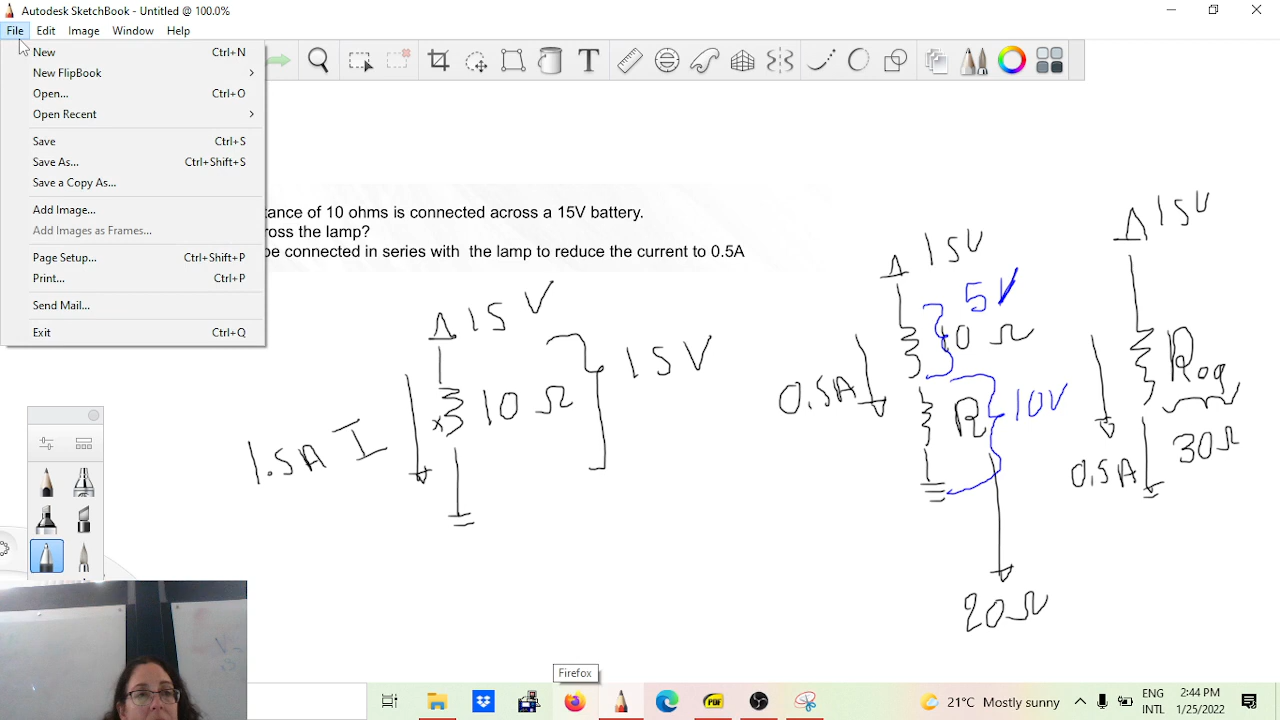 Autodesk SketchBook - Untitled @ 100.0%
File Edit Image Window Help
New Ctrl+N
New FlipBook
Open... Ctrl+O
Open Recent
Save Ctrl+S
Save As... Ctrl+Shift+S
Save a Copy As...
Add Image...
Add Images as Frames...
Page Setup... Ctrl+Shift+P
Print... Ctrl+P
Send Mail...
Exit Ctrl+Q
T
tance of 10 ohms is connected across a 15V battery.
ross the lamp?
be connected in series with the lamp to reduce the current to 0.5A
15V
10 Ω
15V
1.5A I
15V
5V
10 Ω
0.5A
R
10V
20Ω
15V
Req
30Ω
0.5A
Firefox
PDF
21°C Mostly sunny
ENG
INTL
2:44 PM
1/25/2022